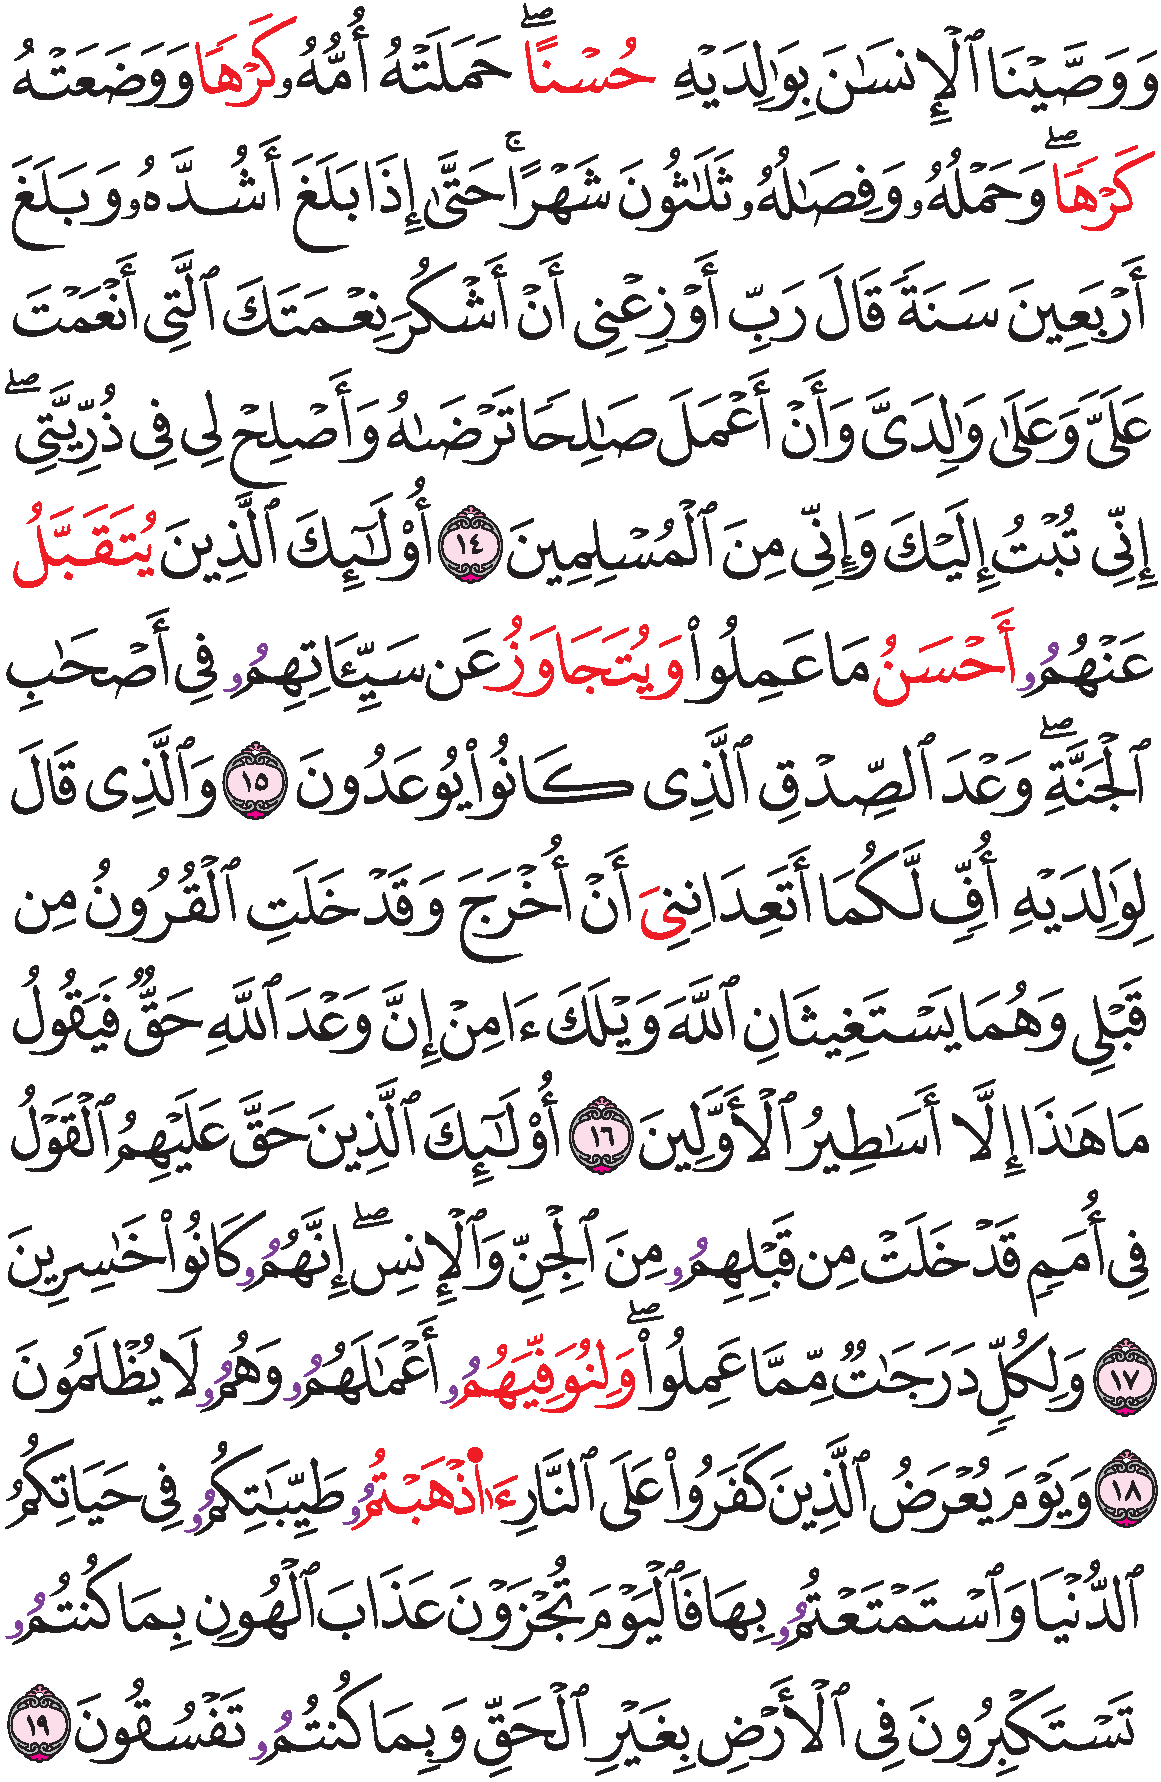 وَوَصَّيْنَا ٱلْإِنسَٰنَ بِوَٰلِدَيْهِ حُسْنًاۖ حَمَلَتْهُ أُمُّهُۥ كَرْهًا وَوَضَعَتْهُ
كَرْهًاۖ وَحَمْلُهُۥ وَفِصَٰلُهُۥ ثَلَٰثُونَ شَهْرًاۚ حَتَّىٰ إِذَا بَلَغَ أَشُدَّهُۥ وَبَلَغَ
أَرْبَعِينَ سَنَةً قَالَ رَبِّ أَوْزِعْنِى أَنْ أَشْكُرَ نِعْمَتَكَ ٱلَّتِى أَنْعَمْتَ
عَلَىَّ وَعَلَىٰ وَٰلِدَىَّ وَأَنْ أَعْمَلَ صَٰلِحًا تَرْضَىٰهُ وَأَصْلِحْ لِى فِى ذُرِّيَّتِىۖ
إِنِّى تُبْتُ إِلَيْكَ وَإِنِّى مِنَ ٱلْمُسْلِمِينَ ١٤ أُو۟لَٰٓئِكَ ٱلَّذِينَ يُتَقَبَّلُ
عَنْهُمُۥ أَحْسَنُ مَا عَمِلُوا۟ وَيُتَجَاوَزُ عَن سَيِّـَٔاتِهِمُۥ فِى أَصْحَٰبِ
ٱلْجَنَّةِۖ وَعْدَ ٱلصِّدْقِ ٱلَّذِى كَانُوا۟ يُوعَدُونَ ١٥ وَٱلَّذِى قَالَ
لِوَٰلِدَيْهِ أُفِّ لَّكُمَا أَتَعِدَانِنِىَ أَنْ أُخْرَجَ وَقَدْ خَلَتِ ٱلْقُرُونُ مِن
قَبْلِى وَهُمَا يَسْتَغِيثَانِ ٱللَّهَ وَيْلَكَ ءَامِنْ إِنَّ وَعْدَ ٱللَّهِ حَقٌّ فَيَقُولُ
مَا هَٰذَا إِلَّا أَسَٰطِيرُ ٱلْأَوَّلِينَ ١٦ أُو۟لَٰٓئِكَ ٱلَّذِينَ حَقَّ عَلَيْهِمُ ٱلْقَوْلُ
فِى أُمَمٍ قَدْ خَلَتْ مِن قَبْلِهِمُۥ مِنَ ٱلْجِنِّ وَٱلْإِنسِۖ إِنَّهُمُۥ كَانُوا۟ خَٰسِرِينَ
١٧ وَلِكُلٍّ دَرَجَٰتٌ مِّمَّا عَمِلُوا۟ۖ وَلِنُوَفِّيَهُمُۥ أَعْمَٰلَهُمُۥ وَهُمُۥ لَا يُظْلَمُونَ
١٨ وَيَوْمَ يُعْرَضُ ٱلَّذِينَ كَفَرُوا۟ عَلَى ٱلنَّارِ ءَا۬ذْهَبْتُمُۥ طَيِّبَٰتِكُمُۥ فِى حَيَاتِكُمُ
ٱلدُّنْيَا وَٱسْتَمْتَعْتُمُۥ بِهَا فَٱلْيَوْمَ تُجْزَوْنَ عَذَابَ ٱلْهُونِ بِمَا كُنتُمُۥ
تَسْتَكْبِرُونَ فِى ٱلْأَرْضِ بِغَيْرِ ٱلْحَقِّ وَبِمَا كُنتُمُۥ تَفْسُقُونَ ١٩